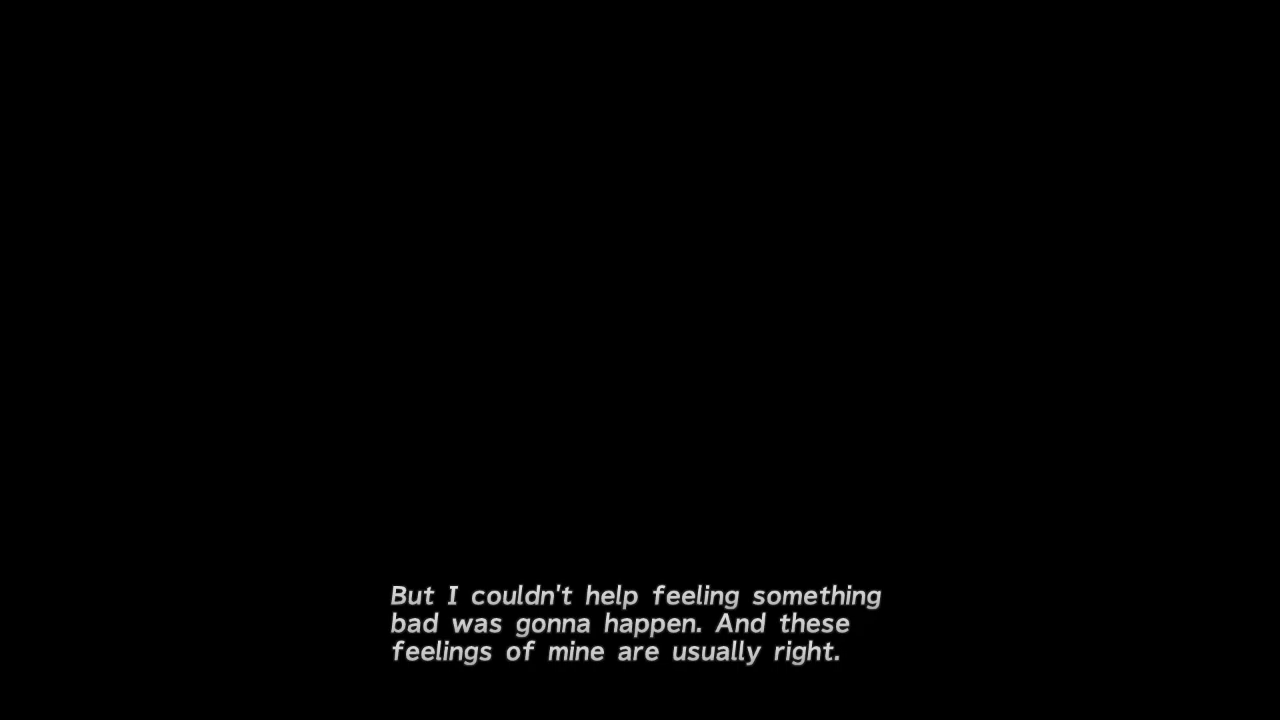 But I couldn't help feeling something
bad was gonna happen. And these
feelings of mine are usually right.